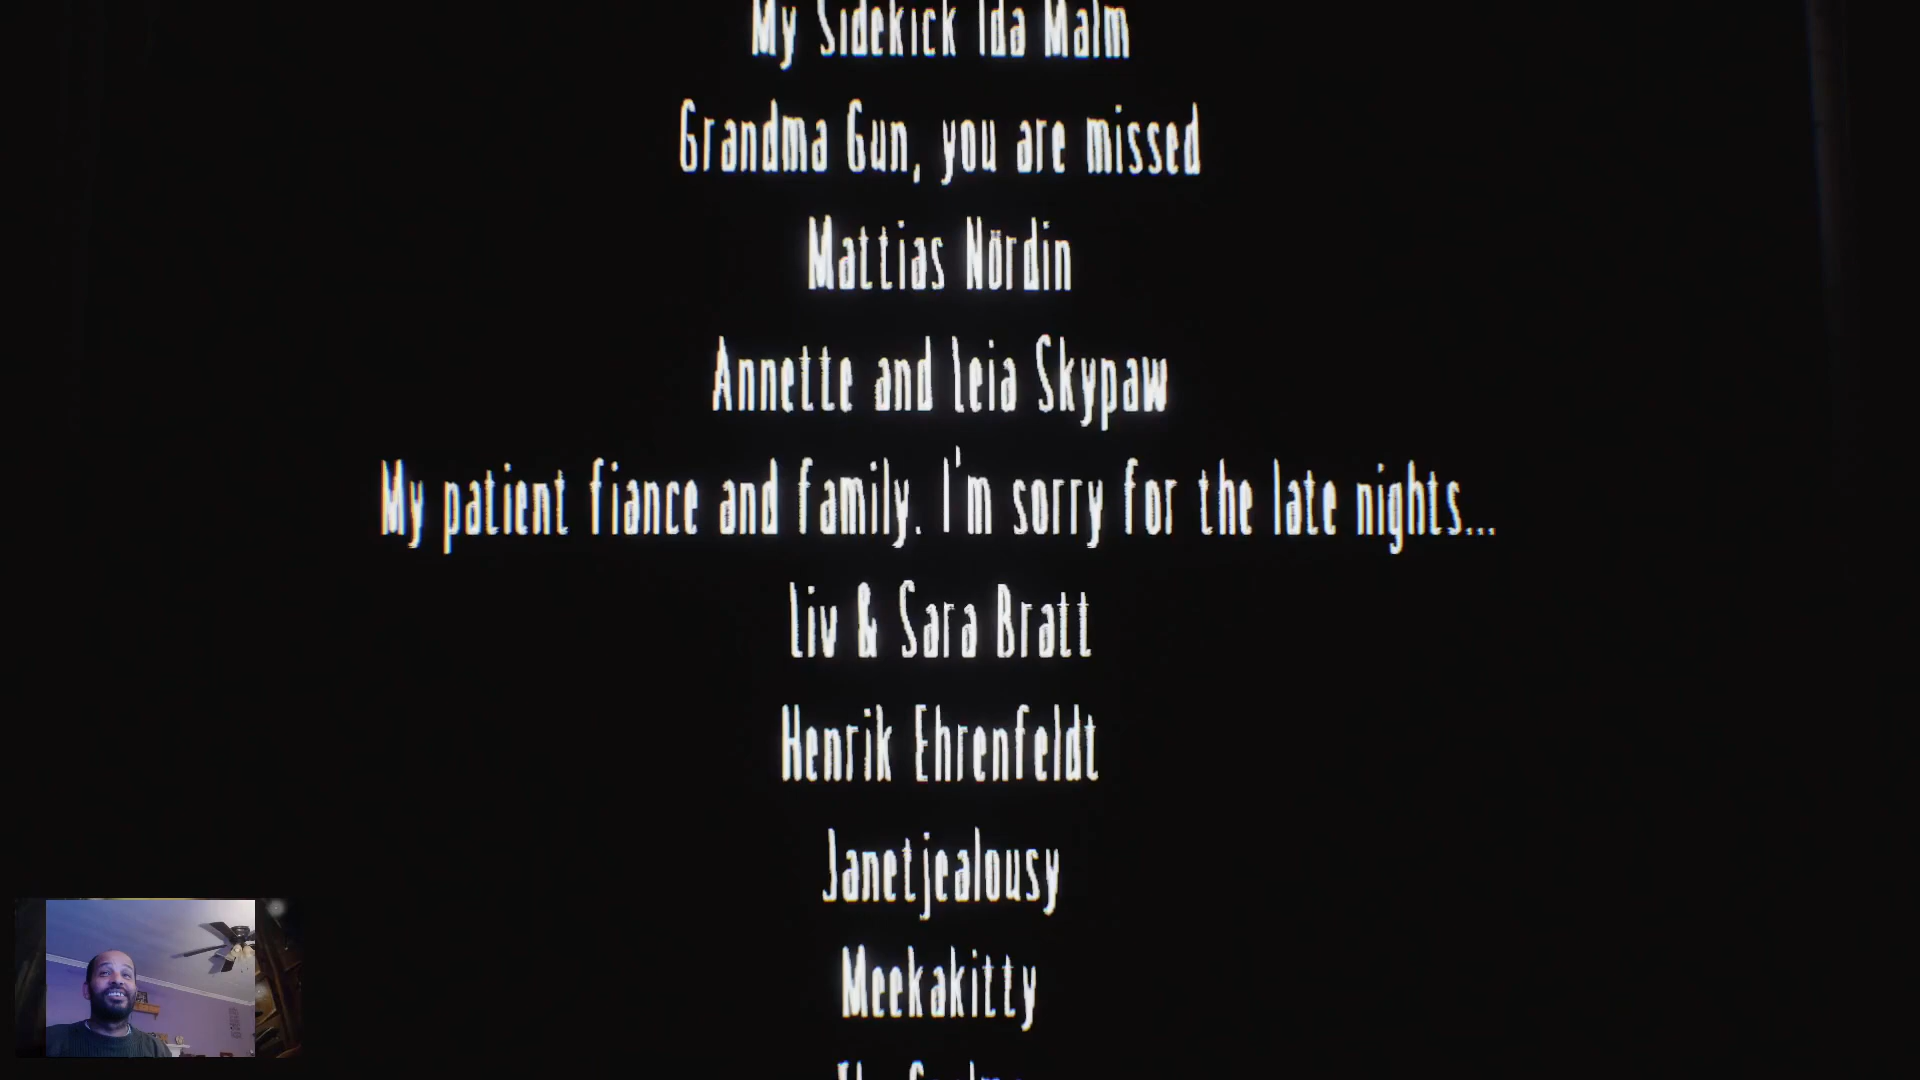 My Sidekick Ida Malm
Grandma Gun, you are missed
Mattias Nördin
Annette and Leia Skypaw
My patient fiance and family. I'm sorry for the late nights...
Liv & Sara Bratt
Henrik Ehrenfeldt
Janetjealousy
Meekakitty